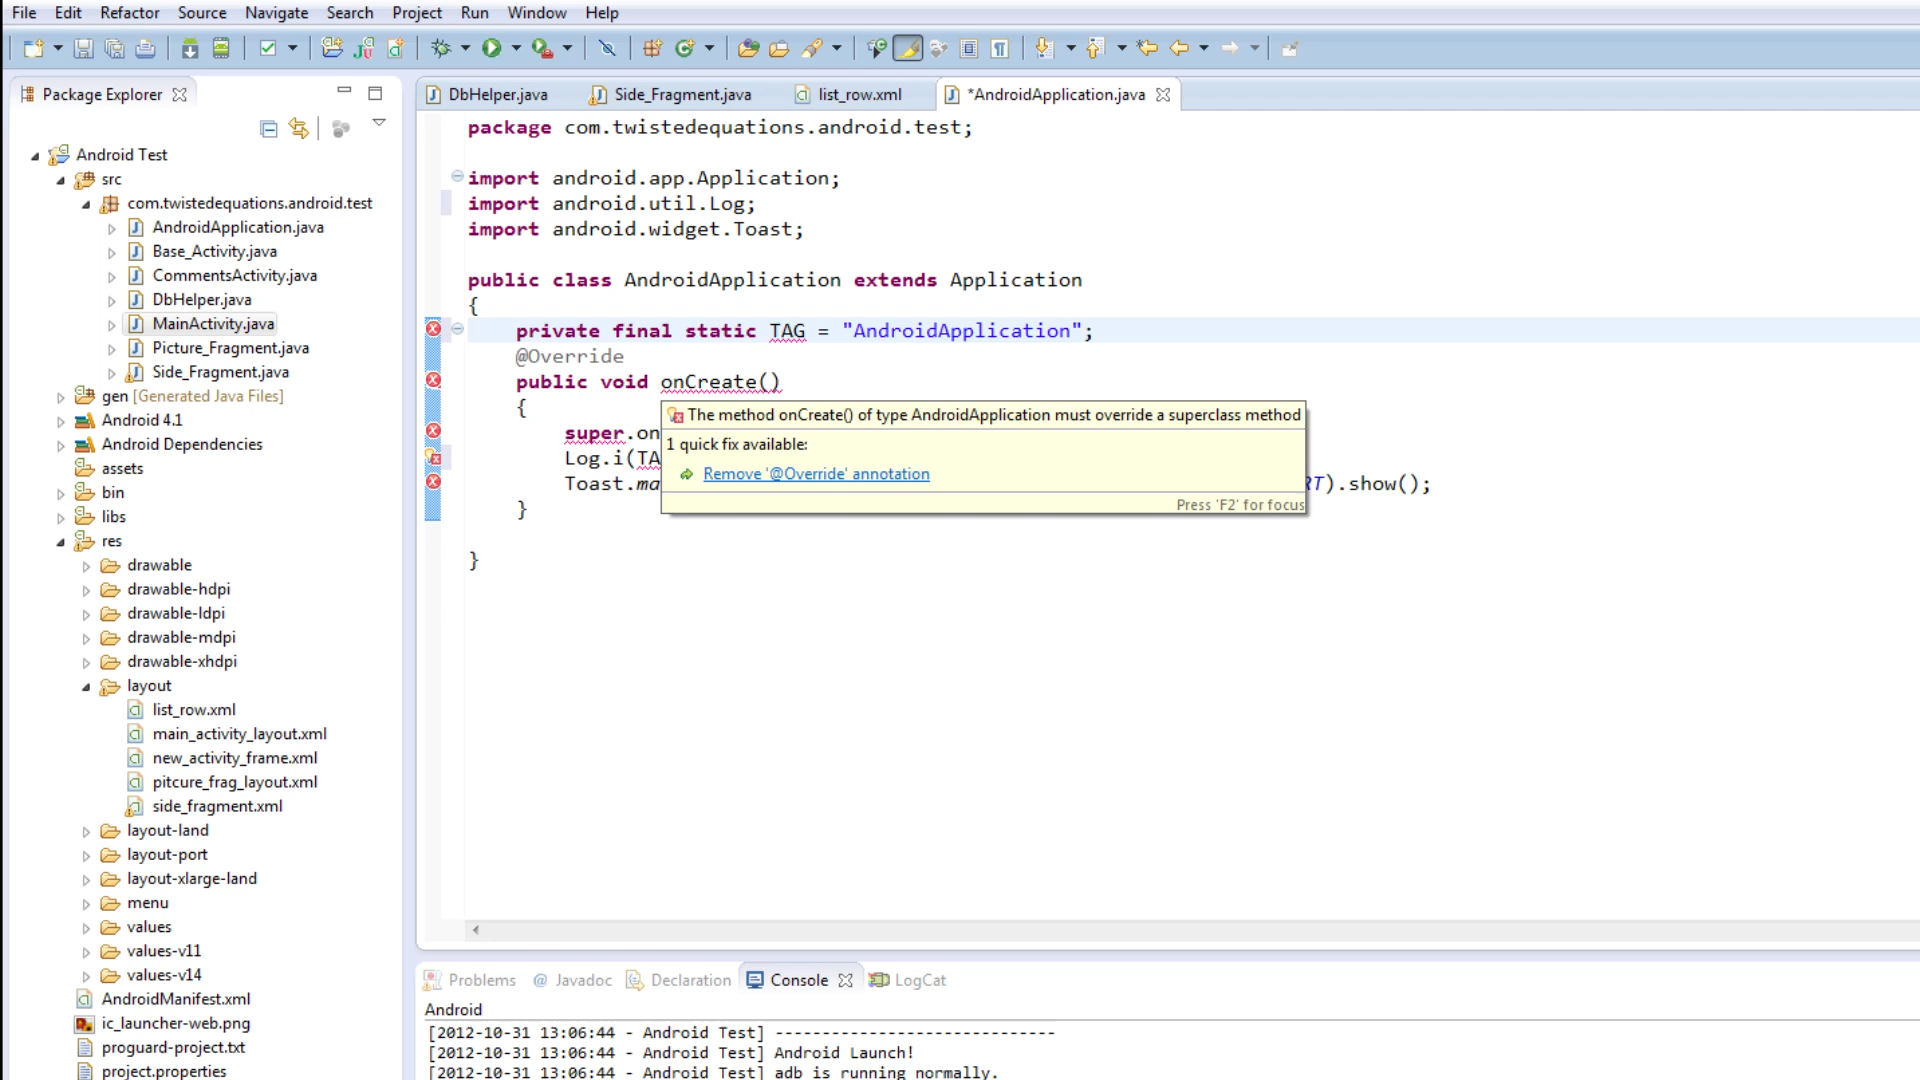 File Edit Refactor Source Navigate Search Project Run Window Help
Package Explorer
DbHelper.java Side_Fragment.java list_row.xml *AndroidApplication.java
Android Test
src
com.twistedequations.android.test
AndroidApplication.java
Base_Activity.java
CommentsActivity.java
DbHelper.java
MainActivity.java
Picture_Fragment.java
Side_Fragment.java
gen [Generated Java Files]
Android 4.1
Android Dependencies
assets
bin
libs
res
drawable
drawable-hdpi
drawable-ldpi
drawable-mdpi
drawable-xhdpi
layout
list_row.xml
main_activity_layout.xml
new_activity_frame.xml
pitcure_frag_layout.xml
side_fragment.xml
layout-land
layout-port
layout-xlarge-land
menu
values
values-v11
values-v14
AndroidManifest.xml
ic_launcher-web.png
proguard-project.txt
project.properties
package com.twistedequations.android.test;
import android.app.Application;
import android.util.Log;
import android.widget.Toast;
public class AndroidApplication extends Application
{
private final static TAG = "AndroidApplication";
@Override
public void onCreate()
{
super.on
Log.i(TA
Toast.ma RT).show();
}
}
The method onCreate() of type AndroidApplication must override a superclass method
1 quick fix available:
Remove '@Override' annotation
Press 'F2' for focus
Problems @ Javadoc Declaration Console LogCat
Android
[2012-10-31 13:06:44 - Android Test] ------------------------------
[2012-10-31 13:06:44 - Android Test] Android Launch!
[2012-10-31 13:06:44 - Android Test] adb is running normally.